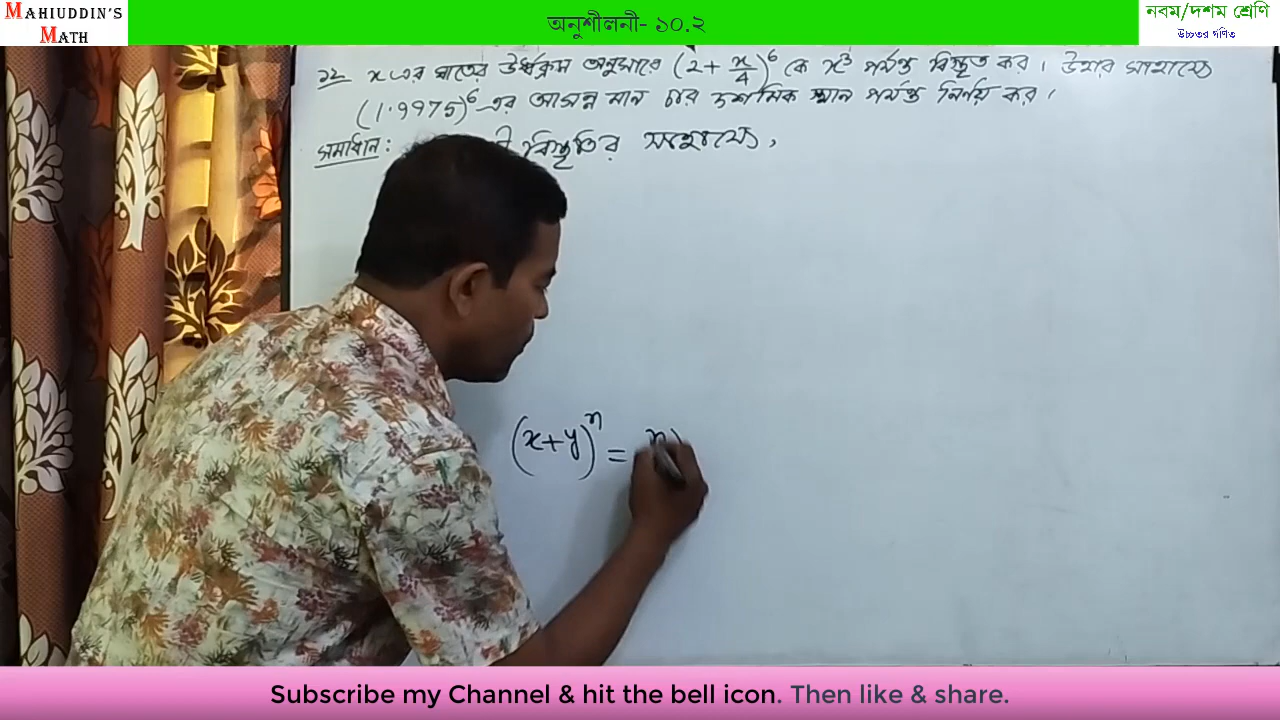 MAHIUDDIN'S
MATH
অনুশীলনী- ১০.২
নবম/দশম শ্রেণি
উচ্চতর গণিত
১২ x এর ঘাতের উর্ধ্বক্রম অনুসারে (2 + x/4)^6 কে x^3 পর্যন্ত বিস্তৃত কর। উহার সাহায্যে
(1.9975)^6 এর আসন্ন মান চার দশমিক স্থান পর্যন্ত নির্ণয় কর।
সমাধান: বিস্তৃতির সাহায্যে,
(x+y)^n =
Subscribe my Channel & hit the bell icon. Then like & share.